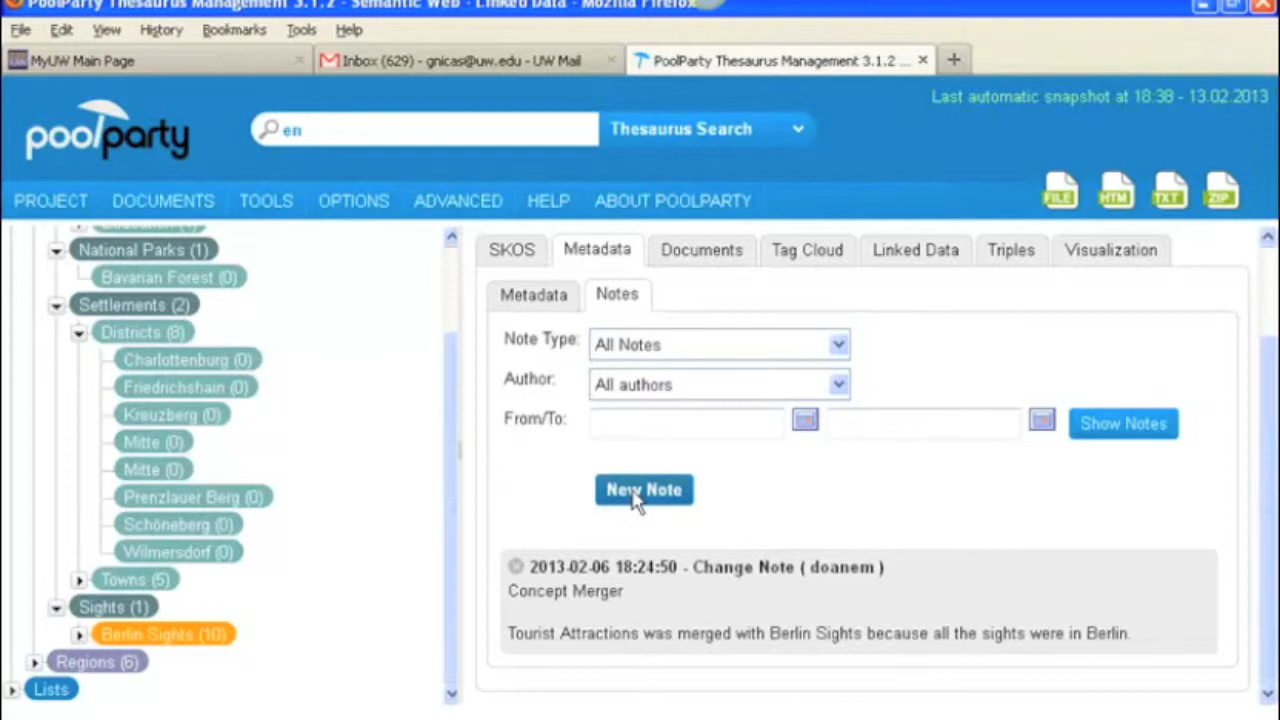 PoolParty Thesaurus Management 3.1.2 - Semantic Web - Linked Data - Mozilla Firefox
File Edit View History Bookmarks Tools Help
MyUW Main Page × Inbox (629) - gnicas@uw.edu - UW Mail × PoolParty Thesaurus Management 3.1.2 ... × +
Last automatic snapshot at 18:38 - 13.02.2013
poolparty
en
Thesaurus Search
PROJECT DOCUMENTS TOOLS OPTIONS ADVANCED HELP ABOUT POOLPARTY
FILE HTM TXT ZIP
National Parks (1)
Bavarian Forest (0)
Settlements (2)
Districts (8)
Charlottenburg (0)
Friedrichshain (0)
Kreuzberg (0)
Mitte (0)
Mitte (0)
Prenzlauer Berg (0)
Schöneberg (0)
Wilmersdorf (0)
Towns (5)
Sights (1)
Berlin Sights (10)
Regions (6)
Lists
SKOS Metadata Documents Tag Cloud Linked Data Triples Visualization
Metadata Notes
Note Type: All Notes
Author: All authors
From/To: Show Notes
New Note
2013-02-06 18:24:50 - Change Note ( doanem )
Concept Merger
Tourist Attractions was merged with Berlin Sights because all the sights were in Berlin.